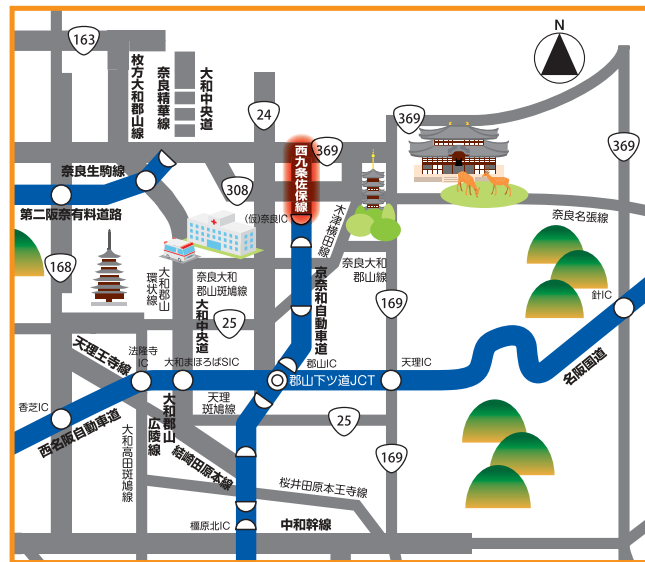 N
163
枚方大和郡山線
奈良精華線
大和中央道
24
369
369
369
西九条佐保線
奈良生駒線
第二阪奈有料道路
308
(仮)奈良IC
木津横田線
奈良名張線
168
大和郡山
環状線
奈良大和
郡山斑鳩線
大和中央道
京奈和自動車道
奈良大和
郡山線
針IC
169
25
天理王寺線
法隆寺
IC
大和まほろばSIC
郡山IC
郡山下ツ道JCT
天理IC
名阪国道
香芝IC
西名阪自動車道
大和郡山
広陵線
天理
斑鳩線
25
大和高田斑鳩線
結崎田原本線
169
桜井田原本王寺線
橿原北IC
中和幹線